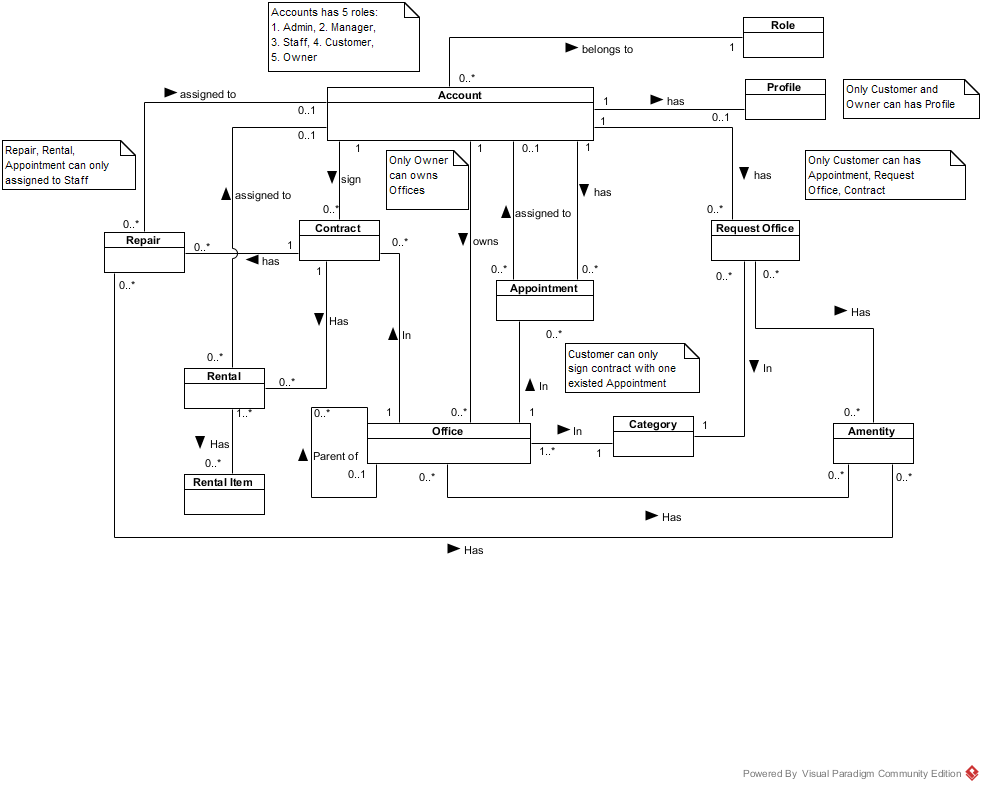 Accounts has 5 roles:
1. Admin, 2. Manager,
3. Staff, 4. Customer,
5. Owner
Role
belongs to
1
0..*
Account
assigned to
0..1
0..1
1
has
0..1
Profile
Only Customer and
Owner can has Profile
1
Repair, Rental,
Appointment can only
assigned to Staff
1
sign
0..*
Only Owner
can owns
Offices
1
owns
0..1
assigned to
1
has
has
Only Customer can has
Appointment, Request
Office, Contract
assigned to
0..*
Repair
0..*
1
has
Contract
0..*
0..*
0..*
0..*
Request Office
0..*
0..*
0..*
1
Has
In
Appointment
0..*
Has
Customer can only
sign contract with one
existed Appointment
In
In
0..*
Rental
0..*
1..*
Has
0..*
Rental Item
0..*
Parent of
0..1
1
0..*
1
Office
In
1..*
1
Category
1
0..*
Amentity
0..*
0..*
0..*
Has
Has
Powered By Visual Paradigm Community Edition